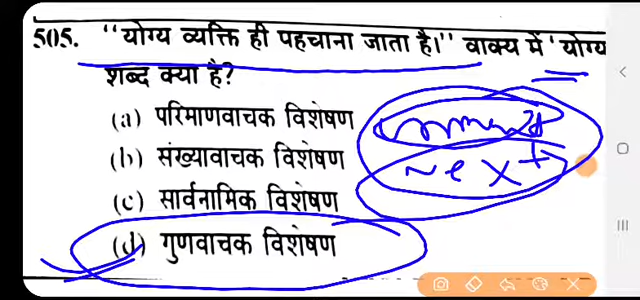 505. "योग्य व्यक्ति ही पहचाना जाता है।" वाक्य में 'योग्य
शब्द क्या है?
(a) परिमाणवाचक विशेषण
(b) संख्यावाचक विशेषण
(c) सार्वनामिक विशेषण
(d) गुणवाचक विशेषण
Next